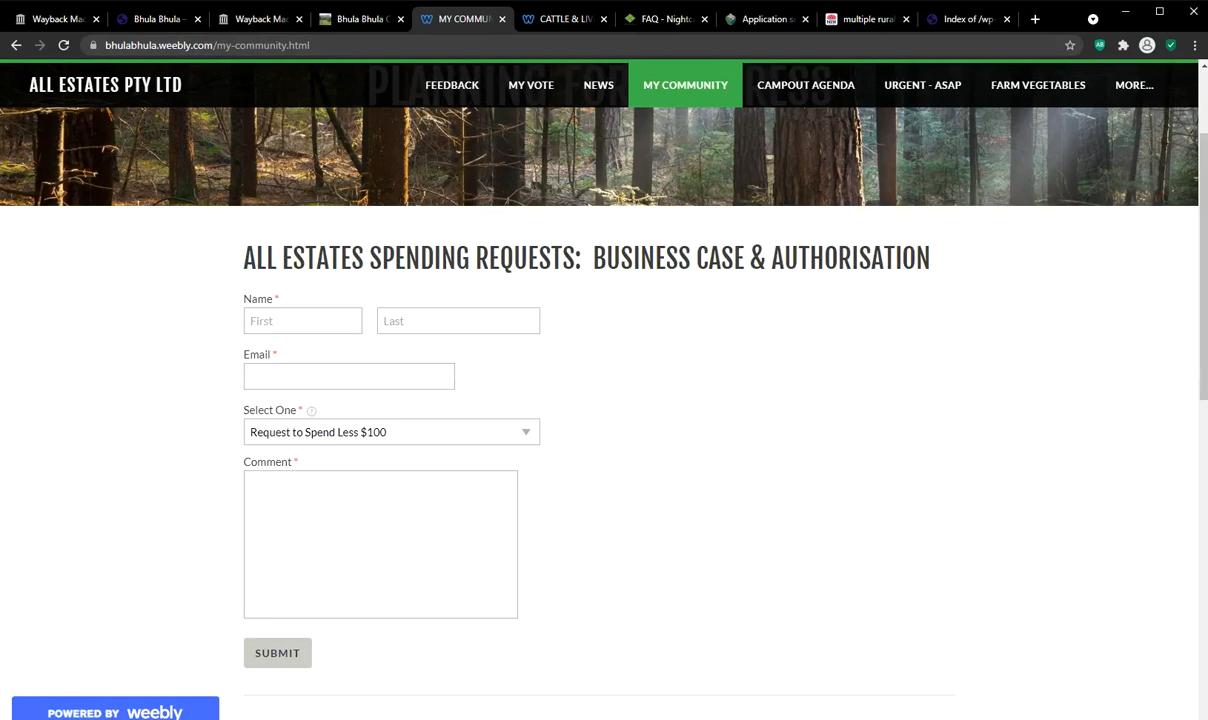 Wayback Mac
Bhula Bhula –
Wayback Mac
Bhula Bhula C
MY COMMUN
CATTLE & LIV
FAQ - Nightc
Application s
multiple rural
Index of /wp-
bhulabhula.weebly.com/my-community.html
ALL ESTATES PTY LTD
FEEDBACK
MY VOTE
NEWS
MY COMMUNITY
CAMPOUT AGENDA
URGENT - ASAP
FARM VEGETABLES
MORE...
ALL ESTATES SPENDING REQUESTS: BUSINESS CASE & AUTHORISATION
Name *
First
Last
Email *
Select One * ?
Request to Spend Less $100
Comment *
SUBMIT
POWERED BY weebly